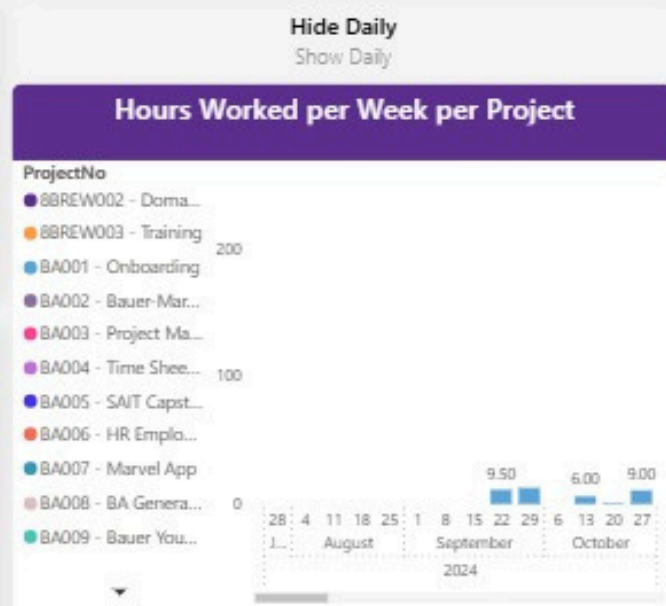 Hide Daily
Show Daily
Hours Worked per Week per Project
ProjectNo
8BREW002 - Doma...
8BREW003 - Training
BA001 - Onboarding
BA002 - Bauer-Mar...
BA003 - Project Ma...
BA004 - Time Shee...
BA005 - SAIT Capst...
BA006 - HR Emplo...
BA007 - Marvel App
BA008 - BA Genera...
BA009 - Bauer You...
200
100
0
9.50 6.00 9.00
28 4 11 18 25 1 8 15 22 29 6 13 20 27
J... August September October
2024